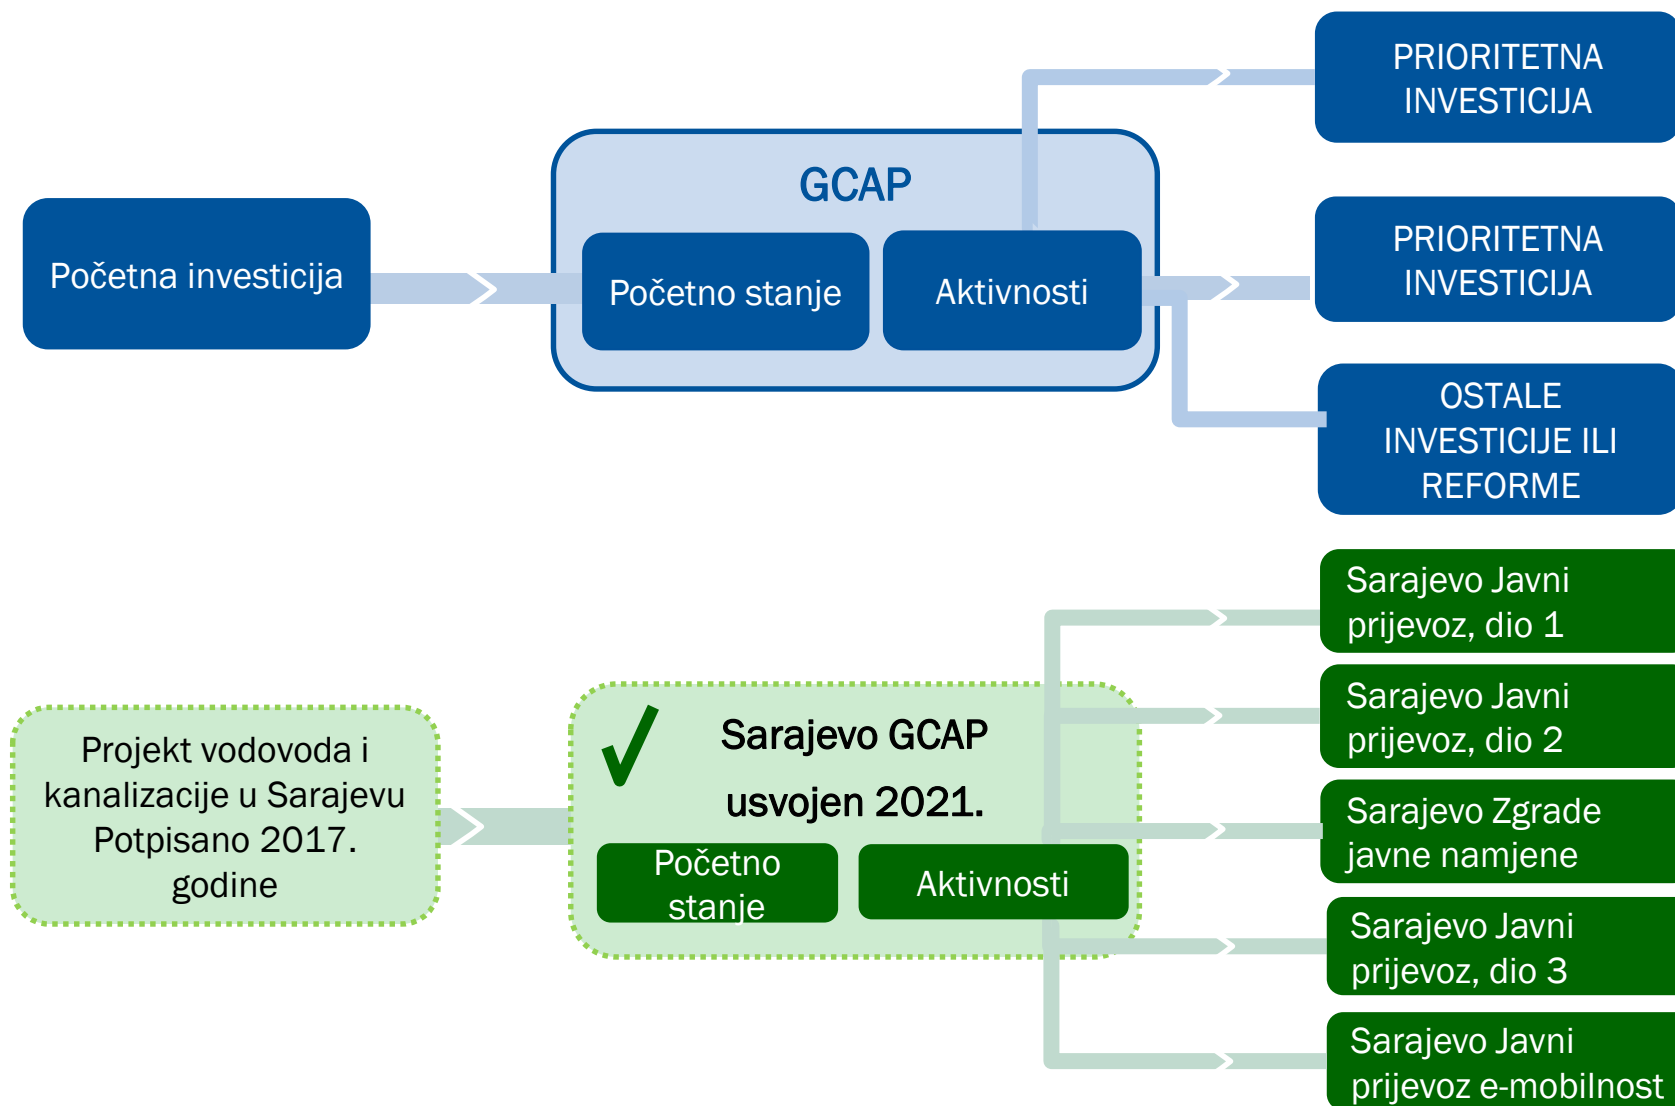 PRIORITETNA
INVESTICIJA
GCAP
Početna investicija
Početno stanje
Aktivnosti
PRIORITETNA
INVESTICIJA
OSTALE
INVESTICIJE ILI
REFORME
Projekt vodovoda i
kanalizacije u Sarajevu
Potpisano 2017.
godine
Sarajevo GCAP
usvojen 2021.
Početno
stanje
Aktivnosti
Sarajevo Javni
prijevoz, dio 1
Sarajevo Javni
prijevoz, dio 2
Sarajevo Zgrade
javne namjene
Sarajevo Javni
prijevoz, dio 3
Sarajevo Javni
prijevoz e-mobilnost